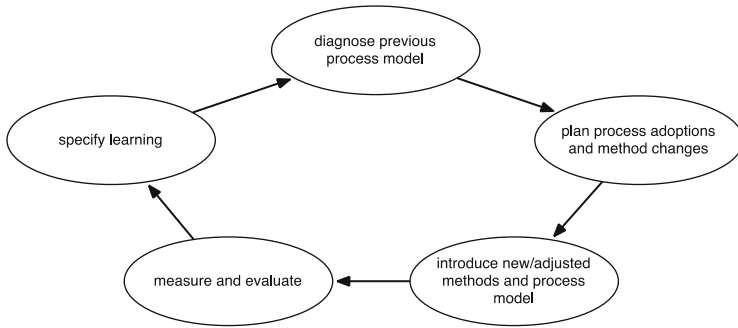 diagnose previous
process model
plan process adoptions
and method changes
introduce new/adjusted
methods and process
model
measure and evaluate
specify learning